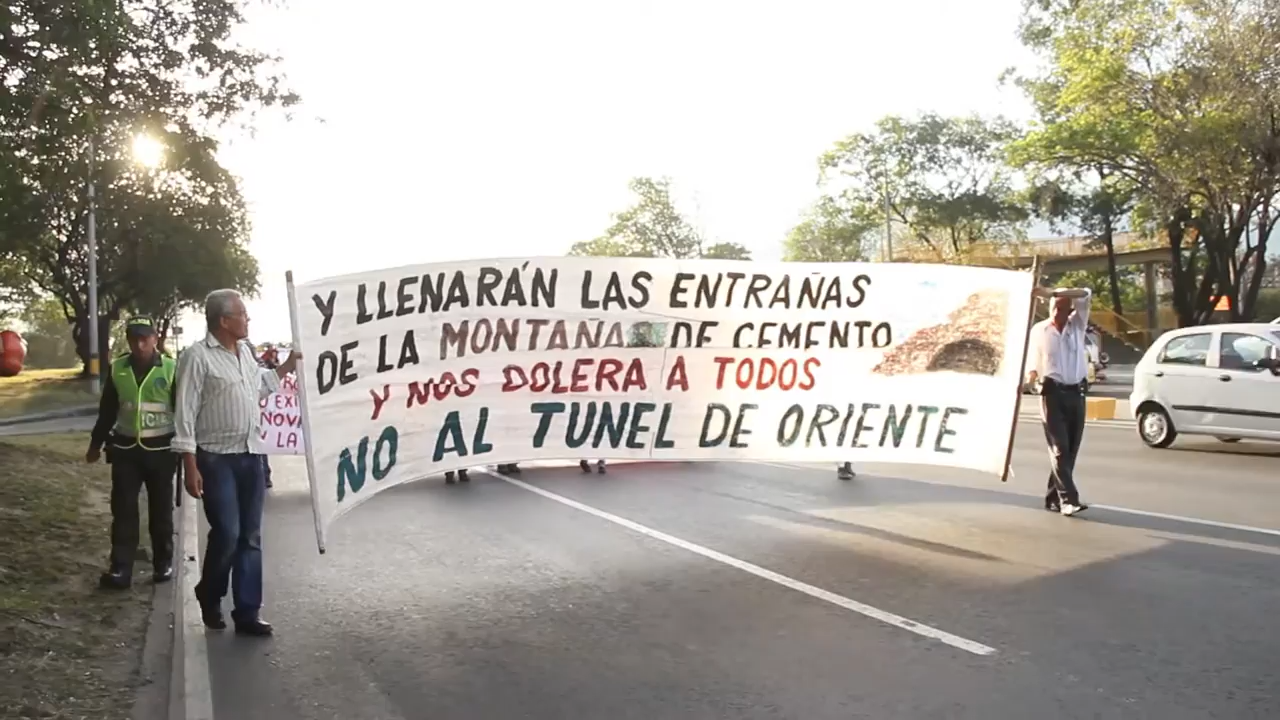 Y LLENARÁN LAS ENTRAÑAS
DE LA MONTAÑA DE CEMENTO
Y NOS DOLERA A TODOS
NO AL TUNEL DE ORIENTE